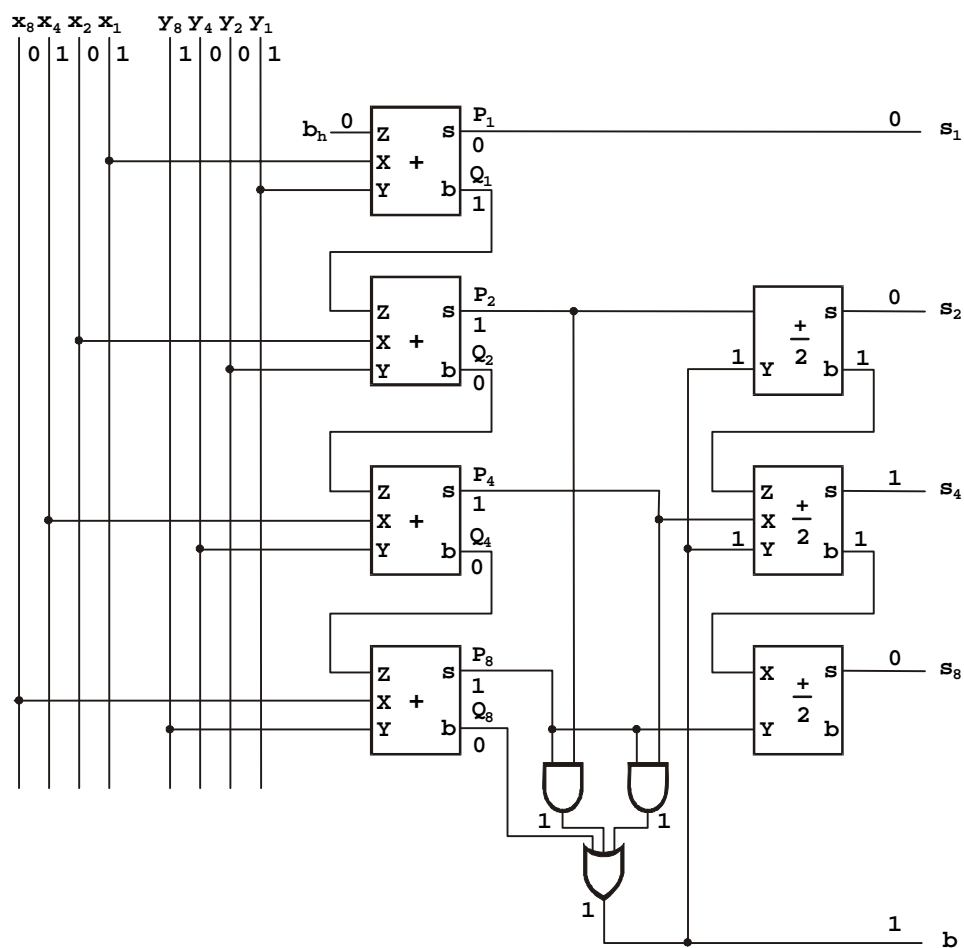 x8 x4 x2 x1 y8 y4 y2 y1
0 1 0 1 1 0 0 1
bh 0 Z s P1 0 s1
X + 0
Y b Q1
1
Z s P2 s 0 s2
X + 1 + 2
Y b Q2 1 Y b 1
0
Z s P4 Z s 1 s4
X + 1 X + 2
Y b Q4 1 Y b 1
0
Z s P8 X s 0 s8
X + 1 + 2
Y b Q8 Y b
0
1 1
1 1
b